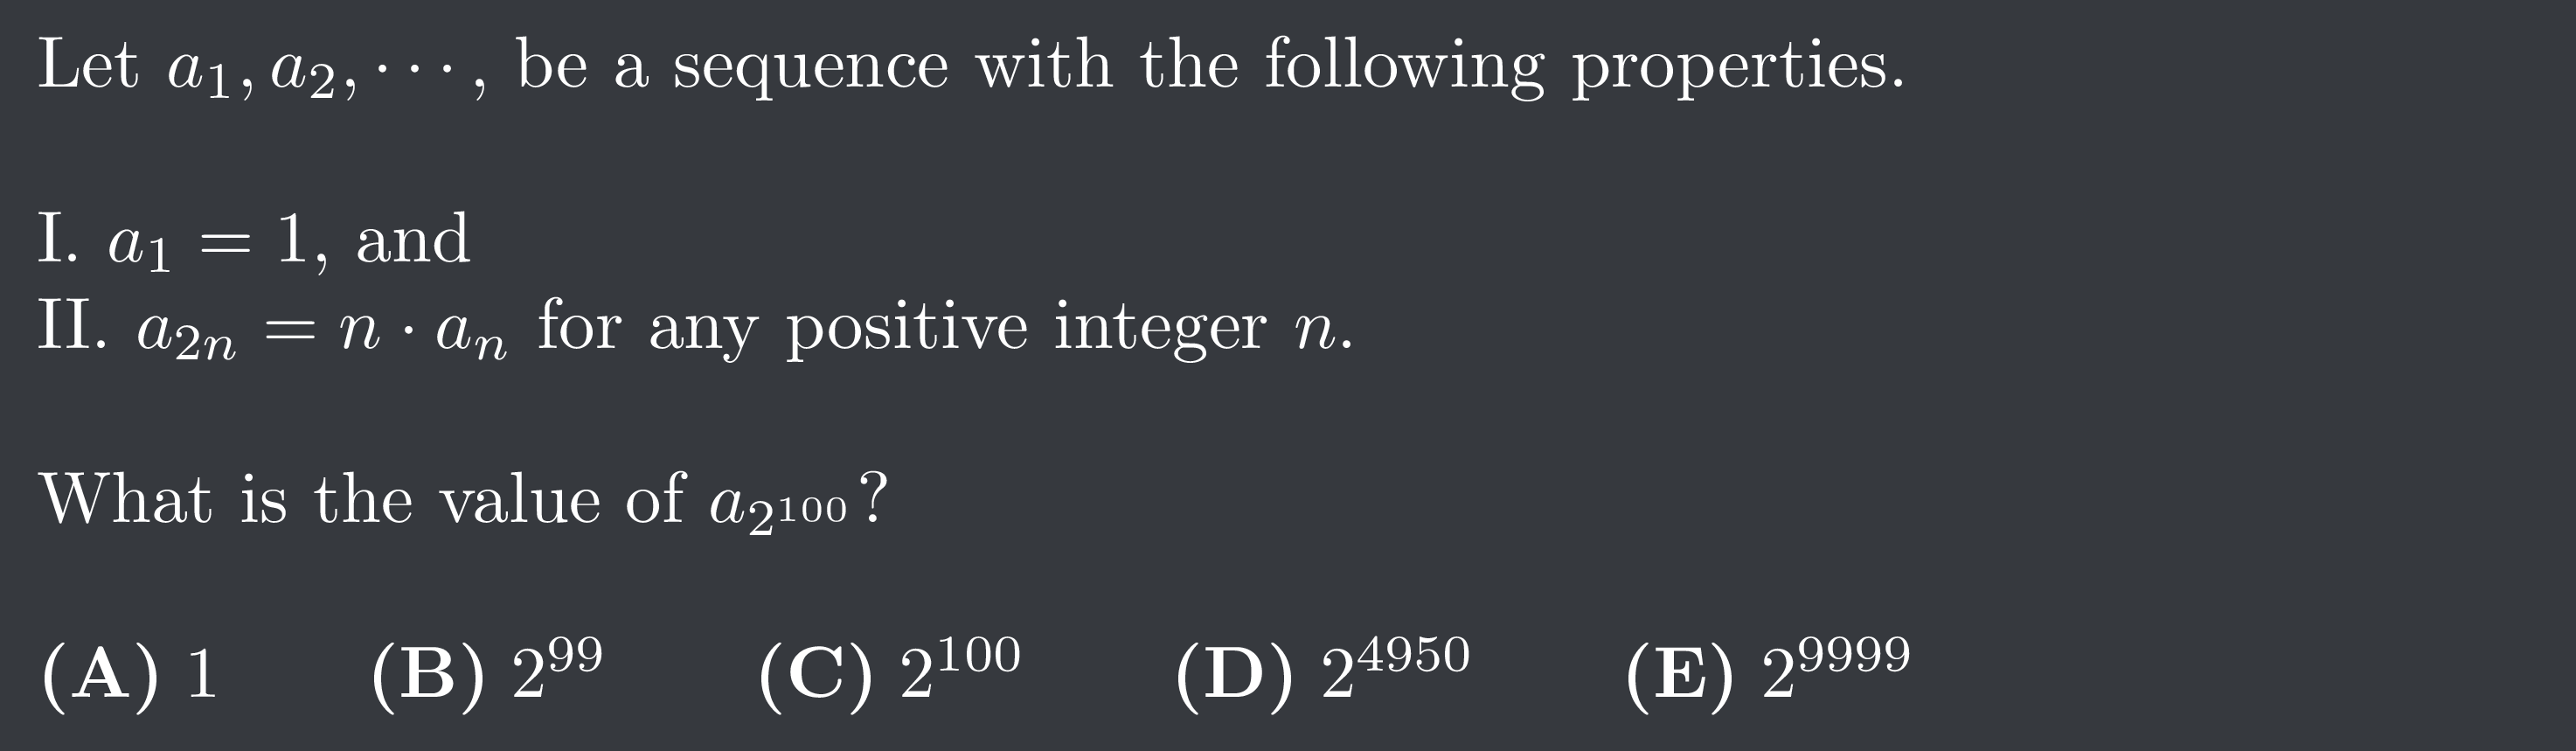 Let $a_1, a_2, \cdots$, be a sequence with the following properties.
I. $a_1 = 1$, and
II. $a_{2n} = n \cdot a_n$ for any positive integer $n$.
What is the value of $a_{2^{100}}$?
(A) 1 (B) $2^{99}$ (C) $2^{100}$ (D) $2^{4950}$ (E) $2^{9999}$